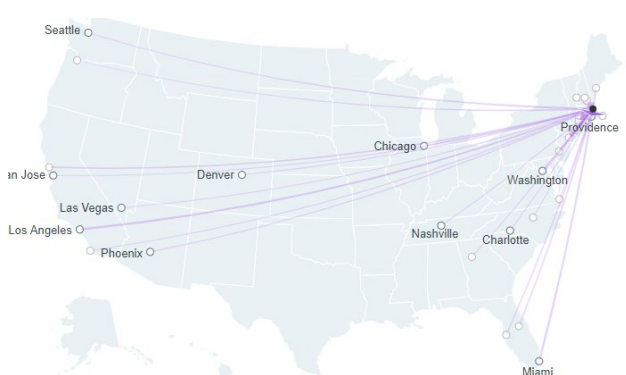 Seattle
Providence
Chicago
an Jose
Denver
Washington
Las Vegas
Los Angeles
Nashville
Charlotte
Phoenix
Miami